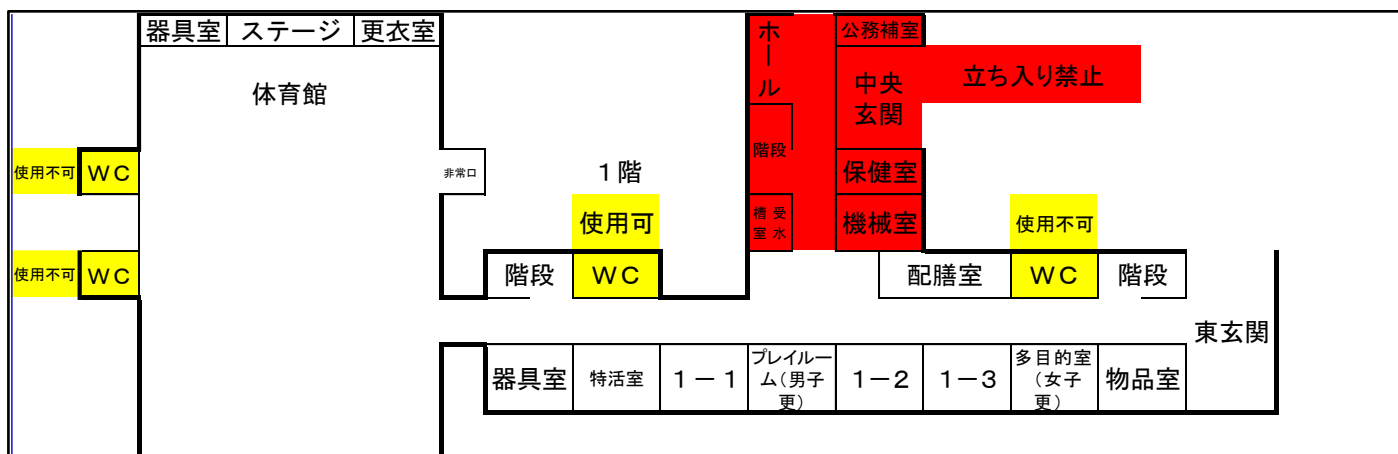 器具室 ステージ 更衣室
体育館
ホール
公務補室
中央
玄関
立ち入り禁止
階段
使用不可 WC
非常口
1階
保健室
使用可
槽 受
室 水
機械室
使用不可
使用不可 WC
階段
WC
配膳室
WC
階段
東玄関
器具室
特活室
1-1
プレイルー
ム(男子
更)
1-2
1-3
多目的室
(女子
更)
物品室